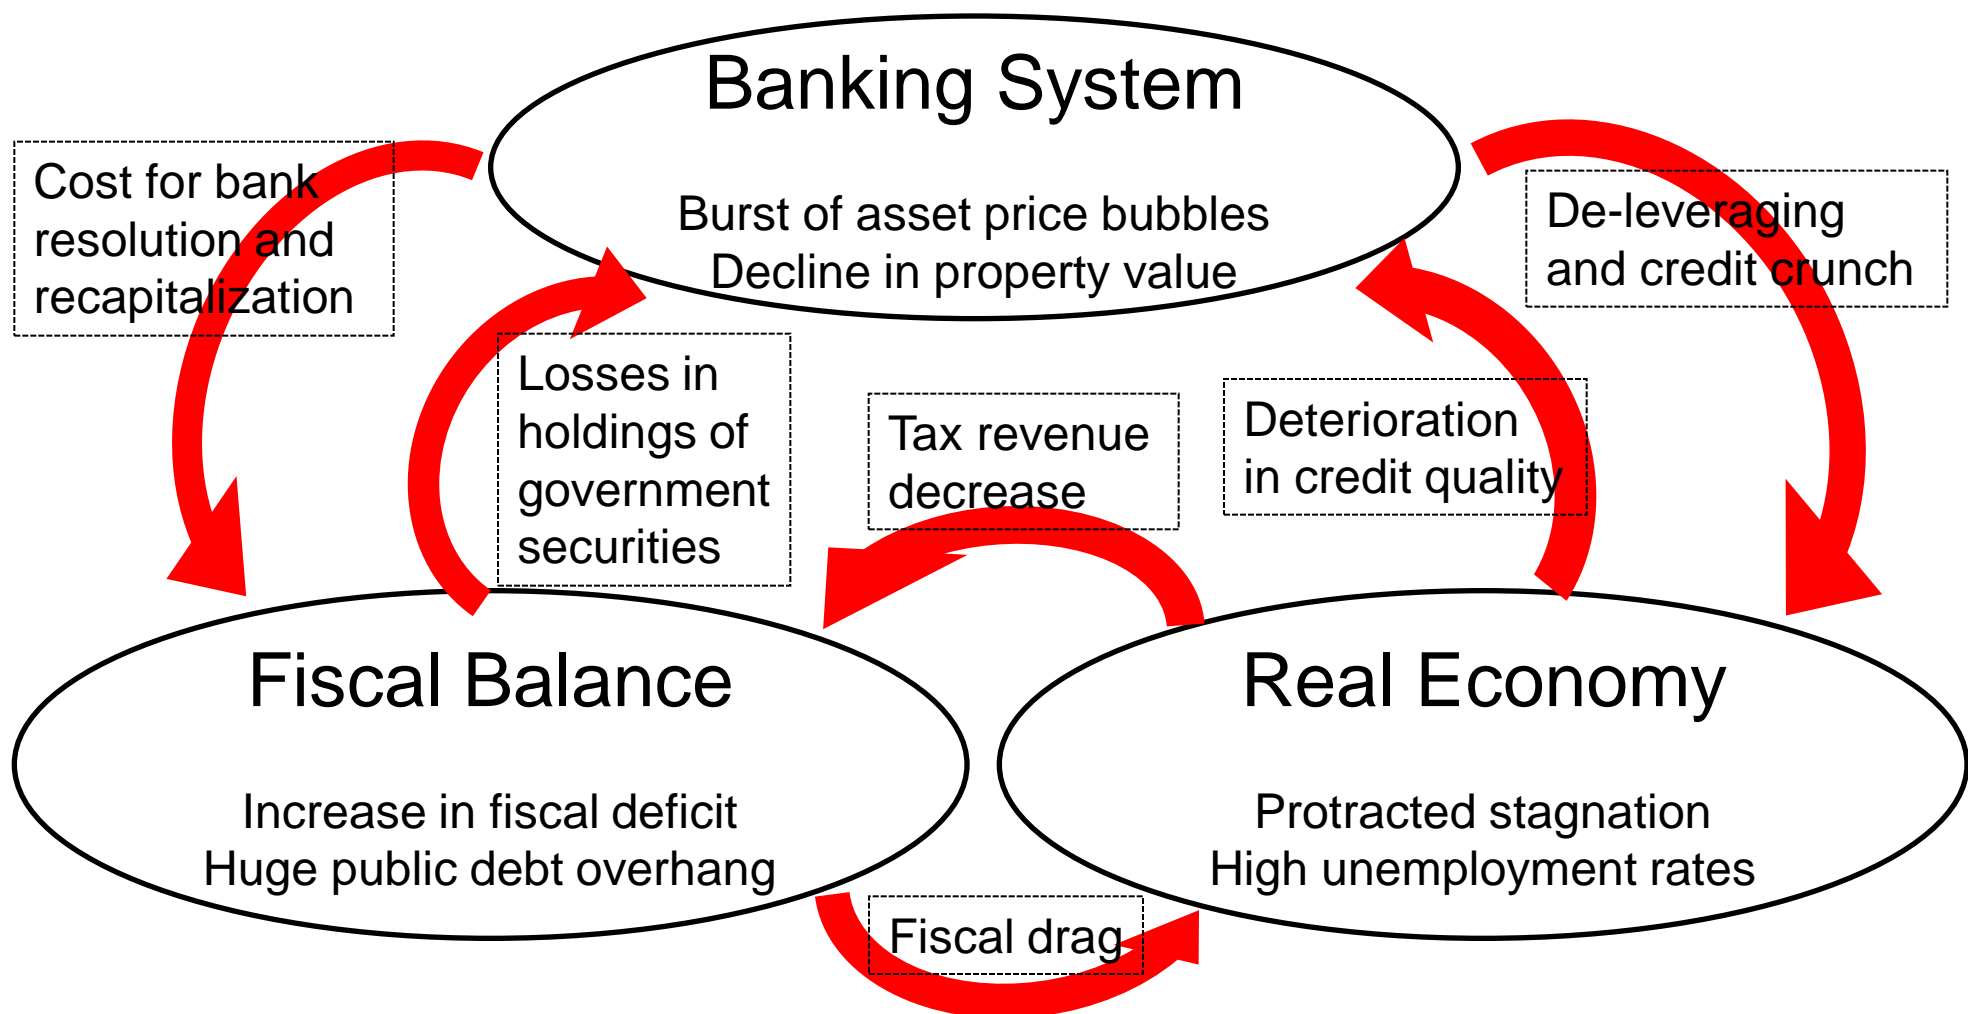 Banking System
Burst of asset price bubbles
Decline in property value
Cost for bank
resolution and
recapitalization
De-leveraging
and credit crunch
Losses in
holdings of
government
securities
Tax revenue
decrease
Deterioration
in credit quality
Fiscal Balance
Increase in fiscal deficit
Huge public debt overhang
Real Economy
Protracted stagnation
High unemployment rates
Fiscal drag